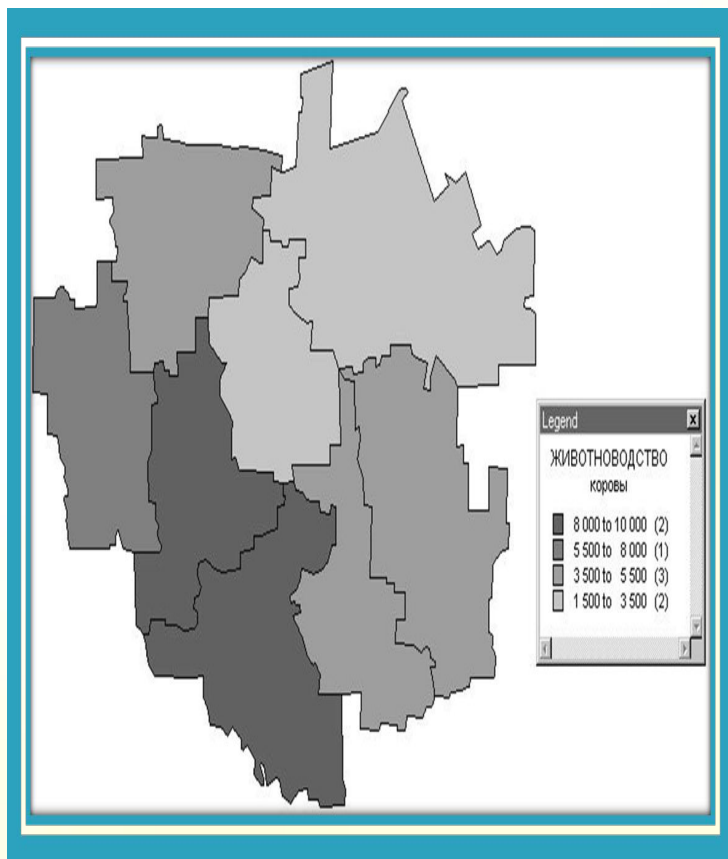 Legend
ЖИВОТНОВОДСТВО
коровы
8 000 to 10 000 (2)
5 500 to 8 000 (1)
3 500 to 5 500 (3)
1 500 to 3 500 (2)